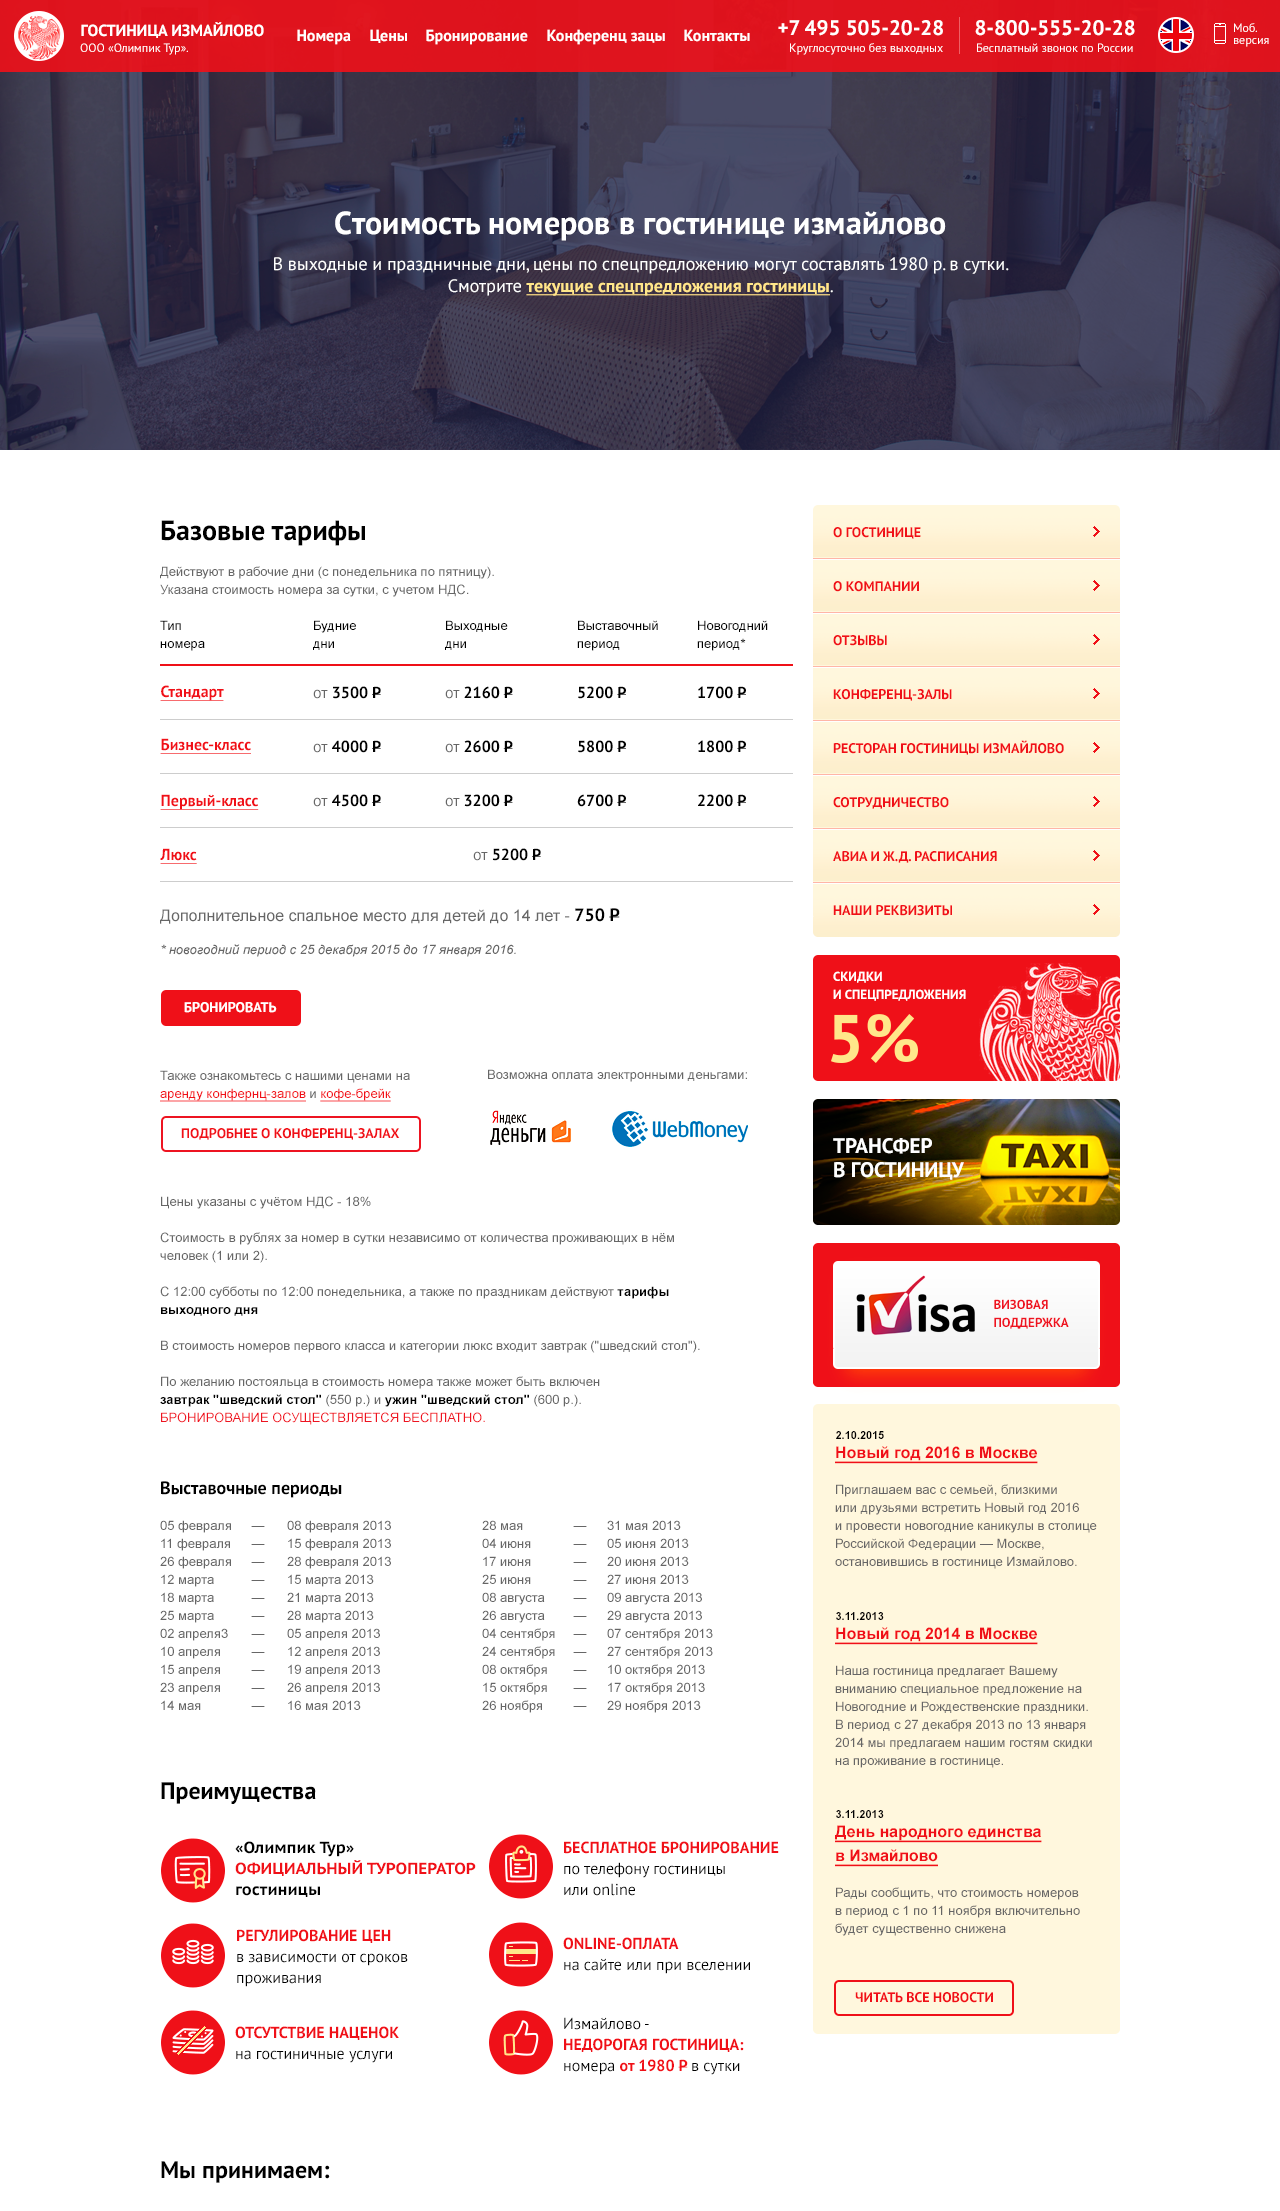 ГОСТИНИЦА ИЗМАЙЛОВО
ООО «Олимпик Тур».
Номера Цены Бронирование Конференц зацы Контакты
+7 495 505-20-28
Круглосуточно без выходных
8-800-555-20-28
Бесплатный звонок по России
Моб.
версия
Стоимость номеров в гостинице измайлово
В выходные и праздничные дни, цены по спецпредложению могут составлять 1980 р. в сутки.
Смотрите текущие спецпредложения гостиницы.
Базовые тарифы
Действуют в рабочие дни (с понедельника по пятницу).
Указана стоимость номера за сутки, с учетом НДС.
Тип номера Будние дни Выходные дни Выставочный период Новогодний период*
Стандарт от 3500 ₽ от 2160 ₽ 5200 ₽ 1700 ₽
Бизнес-класс от 4000 ₽ от 2600 ₽ 5800 ₽ 1800 ₽
Первый-класс от 4500 ₽ от 3200 ₽ 6700 ₽ 2200 ₽
Люкс от 5200 ₽
Дополнительное спальное место для детей до 14 лет - 750 ₽
* новогодний период с 25 декабря 2015 до 17 января 2016.
БРОНИРОВАТЬ
Также ознакомьтесь с нашими ценами на
аренду конфернц-залов и кофе-брейк
ПОДРОБНЕЕ О КОНФЕРЕНЦ-ЗАЛАХ
Возможна оплата электронными деньгами:
Яндекс
деньги
WebMoney
Цены указаны с учётом НДС - 18%
Стоимость в рублях за номер в сутки независимо от количества проживающих в нём
человек (1 или 2).
С 12:00 субботы по 12:00 понедельника, а также по праздникам действуют тарифы
выходного дня
В стоимость номеров первого класса и категории люкс входит завтрак ("шведский стол").
По желанию постояльца в стоимость номера также может быть включен
завтрак "шведский стол" (550 р.) и ужин "шведский стол" (600 р.).
БРОНИРОВАНИЕ ОСУЩЕСТВЛЯЕТСЯ БЕСПЛАТНО.
Выставочные периоды
05 февраля — 08 февраля 2013
11 февраля — 15 февраля 2013
26 февраля — 28 февраля 2013
12 марта — 15 марта 2013
18 марта — 21 марта 2013
25 марта — 28 марта 2013
02 апреля3 — 05 апреля 2013
10 апреля — 12 апреля 2013
15 апреля — 19 апреля 2013
23 апреля — 26 апреля 2013
14 мая — 16 мая 2013
28 мая — 31 мая 2013
04 июня — 05 июня 2013
17 июня — 20 июня 2013
25 июня — 27 июня 2013
08 августа — 09 августа 2013
26 августа — 29 августа 2013
04 сентября — 07 сентября 2013
24 сентября — 27 сентября 2013
08 октября — 10 октября 2013
15 октября — 17 октября 2013
26 ноября — 29 ноября 2013
Преимущества
«Олимпик Тур»
ОФИЦИАЛЬНЫЙ ТУРОПЕРАТОР
гостиницы
БЕСПЛАТНОЕ БРОНИРОВАНИЕ
по телефону гостиницы
или online
РЕГУЛИРОВАНИЕ ЦЕН
в зависимости от сроков
проживания
ONLINE-ОПЛАТА
на сайте или при вселении
ОТСУТСТВИЕ НАЦЕНОК
на гостиничные услуги
Измайлово -
НЕДОРОГАЯ ГОСТИНИЦА:
номера от 1980 Р в сутки
Мы принимаем:
О ГОСТИНИЦЕ
О КОМПАНИИ
ОТЗЫВЫ
КОНФЕРЕНЦ-ЗАЛЫ
РЕСТОРАН ГОСТИНИЦЫ ИЗМАЙЛОВО
СОТРУДНИЧЕСТВО
АВИА И Ж.Д. РАСПИСАНИЯ
НАШИ РЕКВИЗИТЫ
СКИДКИ
И СПЕЦПРЕДЛОЖЕНИЯ
5%
ТРАНСФЕР
В ГОСТИНИЦУ
TAXI
iVisa
ВИЗОВАЯ
ПОДДЕРЖКА
2.10.2015
Новый год 2016 в Москве
Приглашаем вас с семьей, близкими
или друзьями встретить Новый год 2016
и провести новогодние каникулы в столице
Российской Федерации — Москве,
остановившись в гостинице Измайлово.
3.11.2013
Новый год 2014 в Москве
Наша гостиница предлагает Вашему
вниманию специальное предложение на
Новогодние и Рождественские праздники.
В период с 27 декабря 2013 по 13 января
2014 мы предлагаем нашим гостям скидки
на проживание в гостинице.
3.11.2013
День народного единства
в Измайлово
Рады сообщить, что стоимость номеров
в период с 1 по 11 ноября включительно
будет существенно снижена
ЧИТАТЬ ВСЕ НОВОСТИ